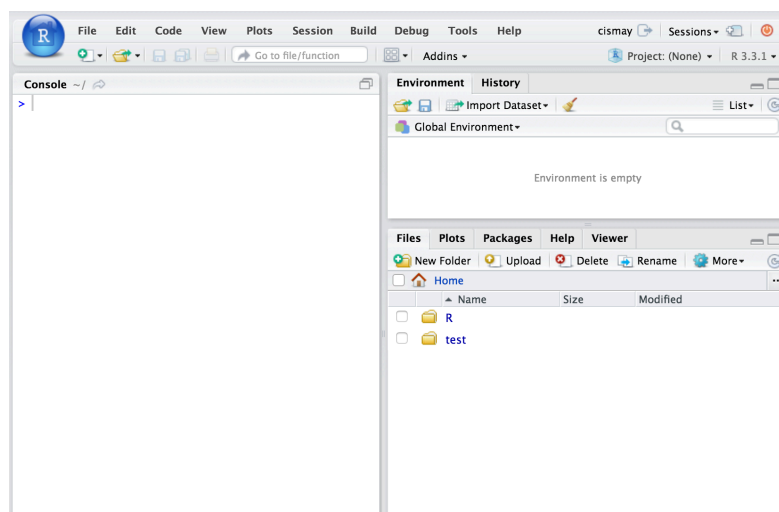 R File Edit Code View Plots Session Build Debug Tools Help cismay Sessions
Go to file/function Addins Project: (None) R 3.3.1
Console ~/
>
Environment History
Import Dataset List
Global Environment
Environment is empty
Files Plots Packages Help Viewer
New Folder Upload Delete Rename More
Home ..
Name Size Modified
R
test